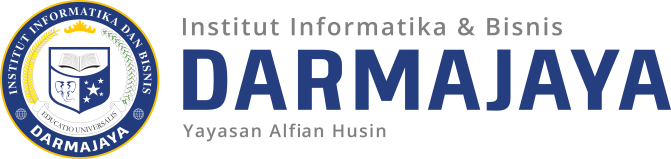 INSTITUT INFORMATIKA DAN BISNIS
EDUCATIO UNIVERSALIS
DARMAJAYA
Institut Informatika & Bisnis
DARMAJAYA
Yayasan Alfian Husin